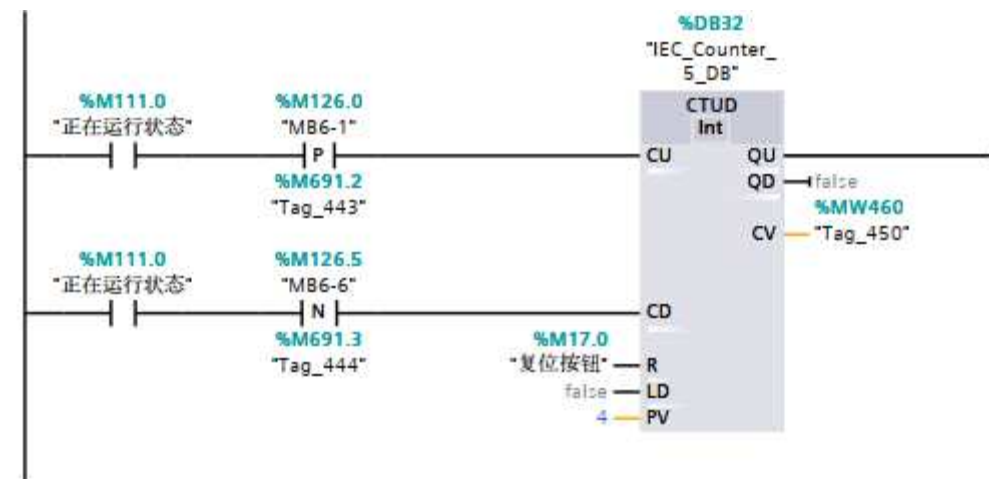 %DB32
"IEC_Counter_
5_DB"
%M111.0
"正在运行状态"
%M126.0
"MB6-1"
P
%M691.2
"Tag_443"
CTUD
Int
CU
QU
QD
false
%MW460
CV
"Tag_450"
%M111.0
"正在运行状态"
%M126.5
"MB6-6"
N
%M691.3
"Tag_444"
CD
%M17.0
"复位按钮"
R
false
LD
4
PV